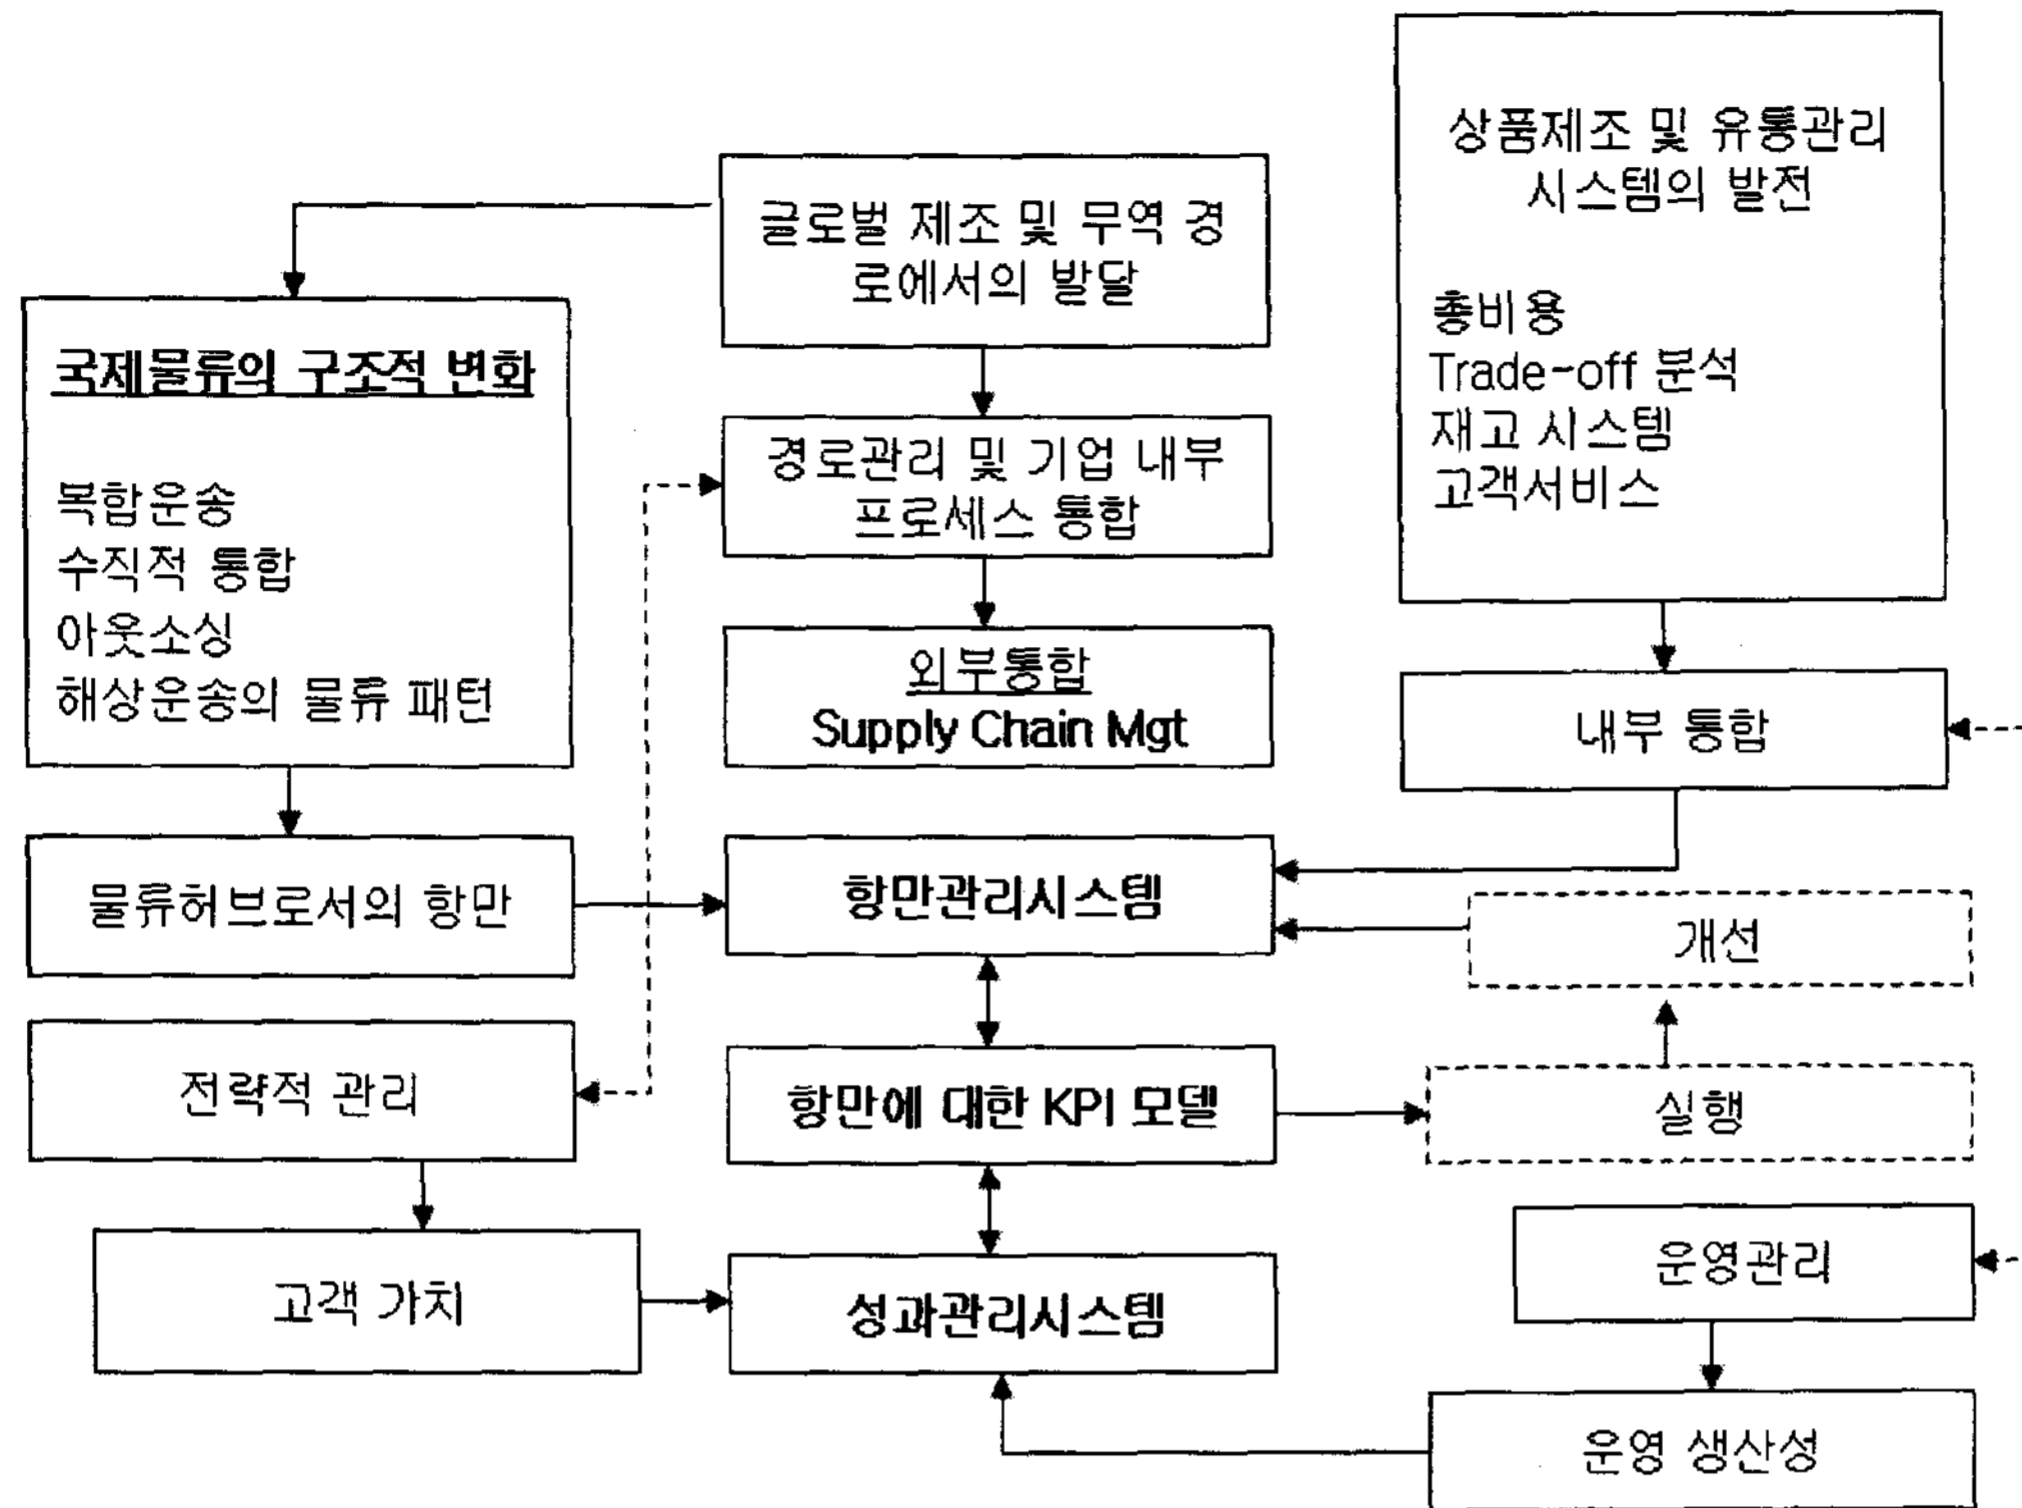 상품제조 및 유통관리
시스템의 발전
총비용
Trade-off 분석
재고 시스템
고객서비스
글로벌 제조 및 무역 경
로에서의 발달
국제물류의 구조적 변화
복합운송
수직적 통합
아웃소싱
해상운송의 물류 패턴
경로관리 및 기업 내부
프로세스 통합
외부통합
Supply Chain Mgt
내부 통합
물류허브로서의 항만
항만관리시스템
개선
전략적 관리
항만에 대한 KPI 모델
실행
고객 가치
성과관리시스템
운영관리
운영 생산성